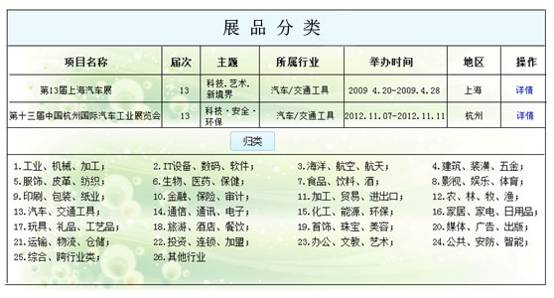 展 品 分 类
项目名称 届次 主题 所属行业 举办时间 地区 操作
第13届上海汽车展 13 科技.艺术.新境界 汽车/交通工具 2009 4.20-2009.4.28 上海 详情
第十三届中国杭州国际汽车工业展览会 13 科技·安全·环保 汽车/交通工具 2012.11.07-2012.11.11 杭州 详情
归类
1.工业、机械、加工; 2.IT设备、数码、软件; 3.海洋、航空、航天; 4.建筑、装潢、五金;
5.服饰、皮革、纺织; 6.生物、医药、保健; 7.食品、饮料、酒; 8.影视、娱乐、体育;
9.印刷、包装、纸业; 10.金融、保险、审计; 11.加工、贸易、进出口; 12.农、林、牧、渔;
13.汽车、交通工具; 14.通信、通讯、电子; 15.化工、能源、环保; 16.家居、家电、日用品;
17.玩具、礼品、工艺品; 18.旅游、酒店、餐饮; 19.首饰、珠宝、美容; 20.媒体、广告、出版;
21.运输、物流、仓储; 22.投资、连锁、加盟; 23.办公、文教、艺术; 24.公共、安防、智能;
25.综合、跨行业类; 26.其他行业